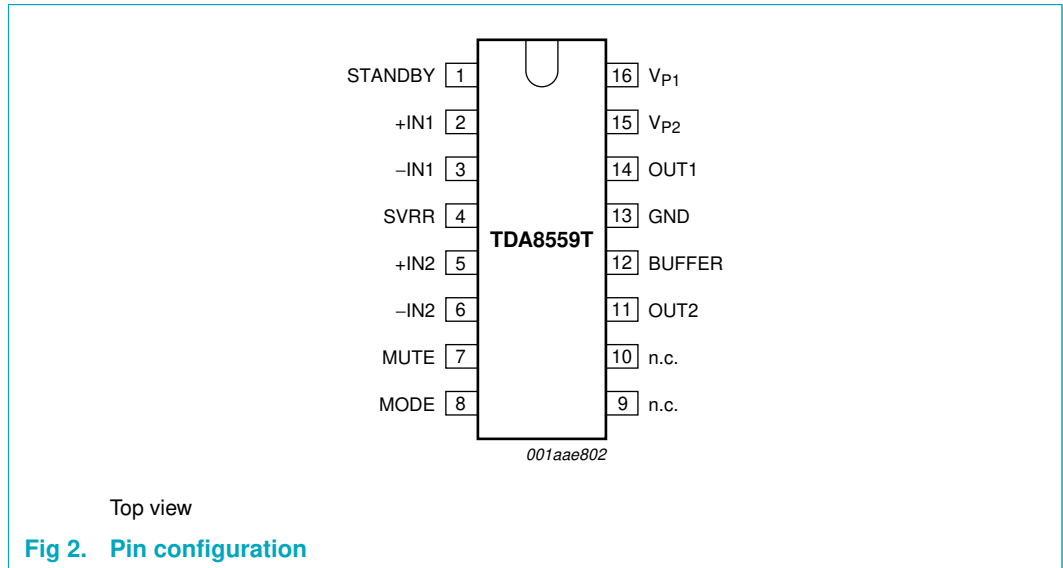 STANDBY 1 16 VP1
+IN1 2 15 VP2
−IN1 3 14 OUT1
SVRR 4 13 GND
TDA8559T
+IN2 5 12 BUFFER
−IN2 6 11 OUT2
MUTE 7 10 n.c.
MODE 8 9 n.c.
001aae802
Top view
Fig 2. Pin configuration